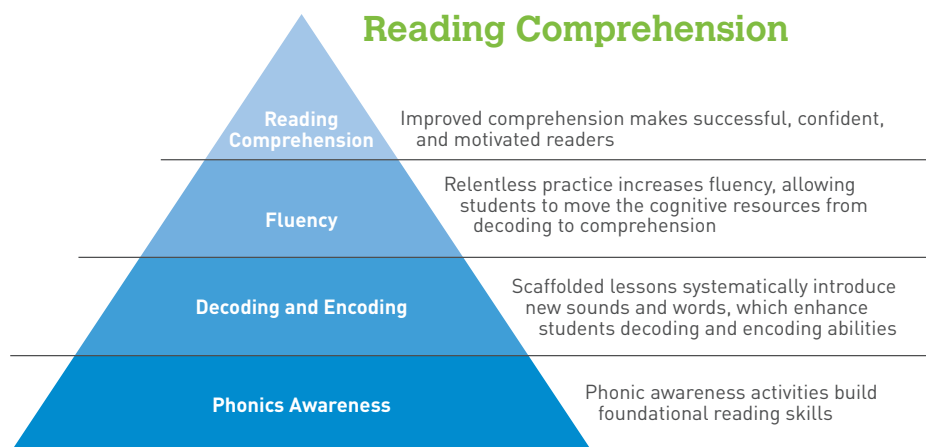 Reading Comprehension
Reading
Comprehension
Improved comprehension makes successful, confident,
and motivated readers
Fluency
Relentless practice increases fluency, allowing
students to move the cognitive resources from
decoding to comprehension
Decoding and Encoding
Scaffolded lessons systematically introduce
new sounds and words, which enhance
students decoding and encoding abilities
Phonics Awareness
Phonic awareness activities build
foundational reading skills